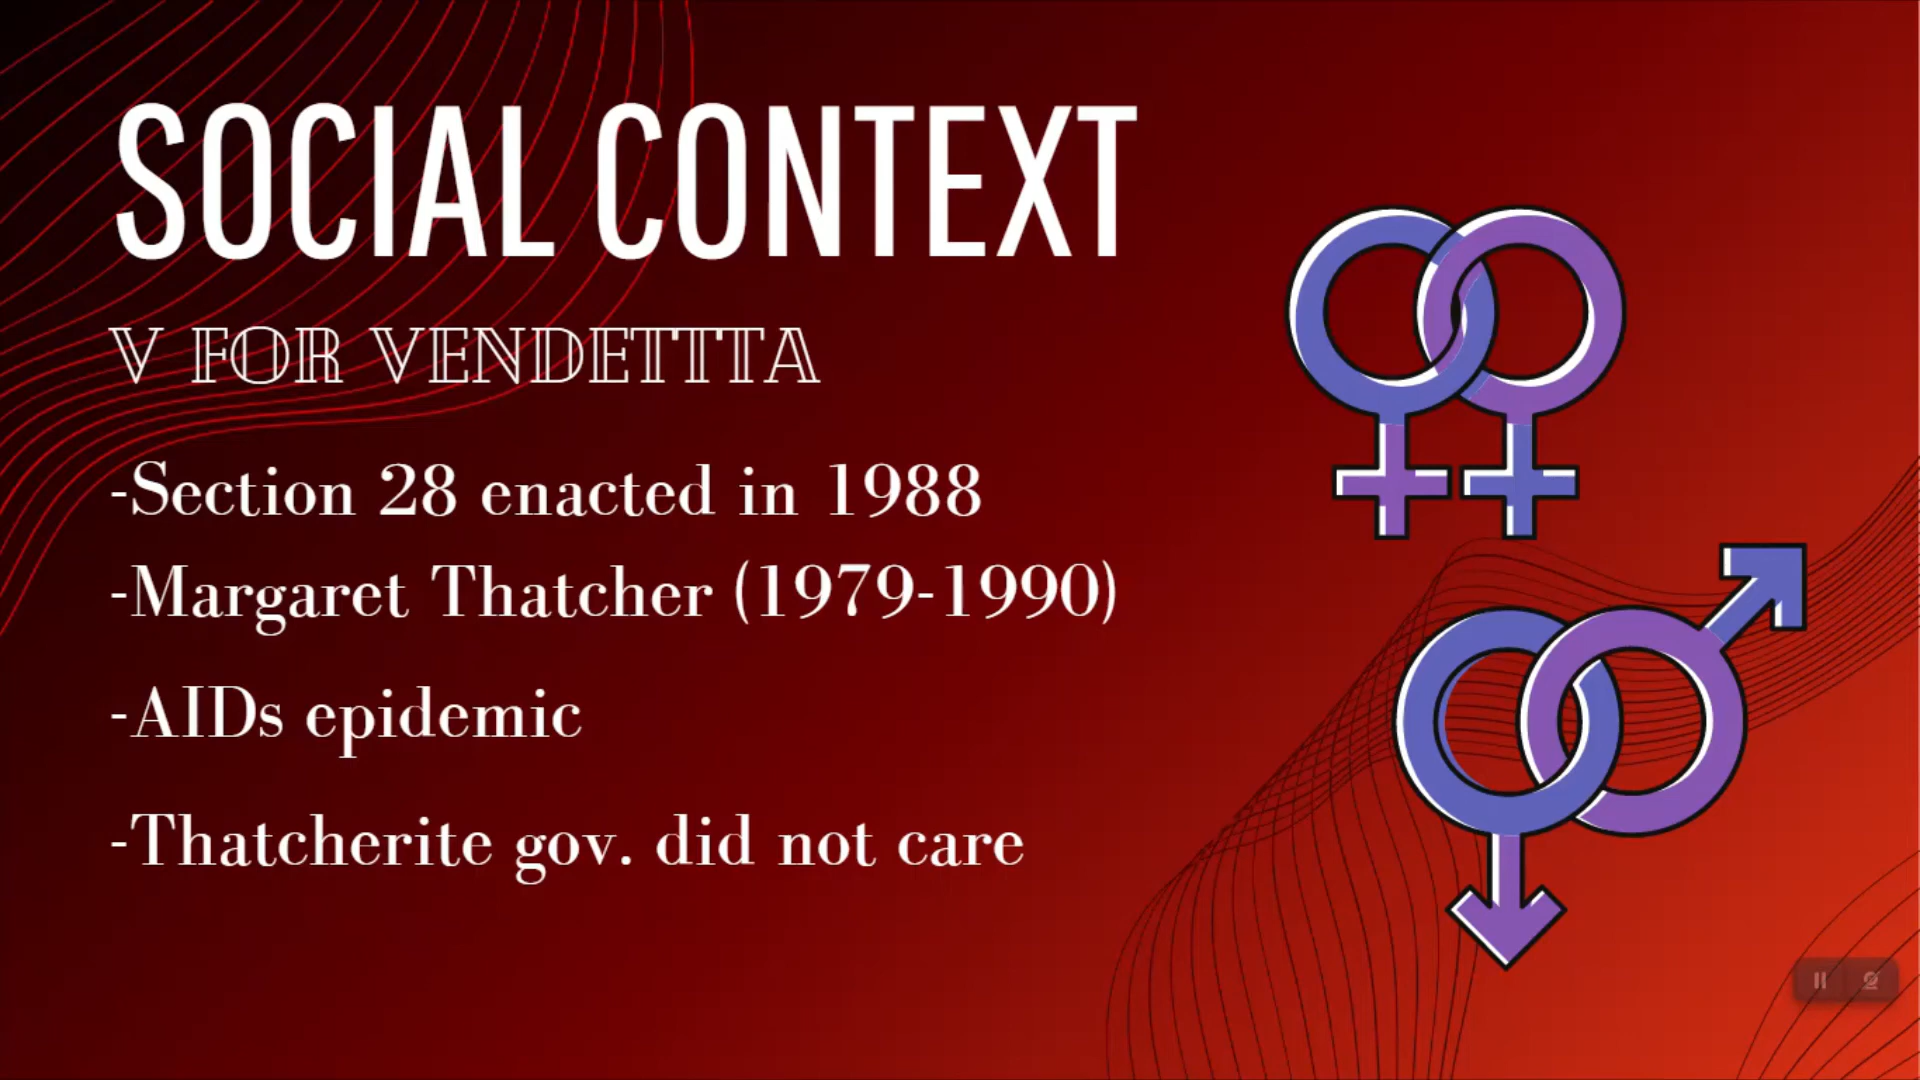 SOCIAL CONTEXT
V FOR VENDETTTA
-Section 28 enacted in 1988
-Margaret Thatcher (1979-1990)
-AIDs epidemic
-Thatcherite gov. did not care